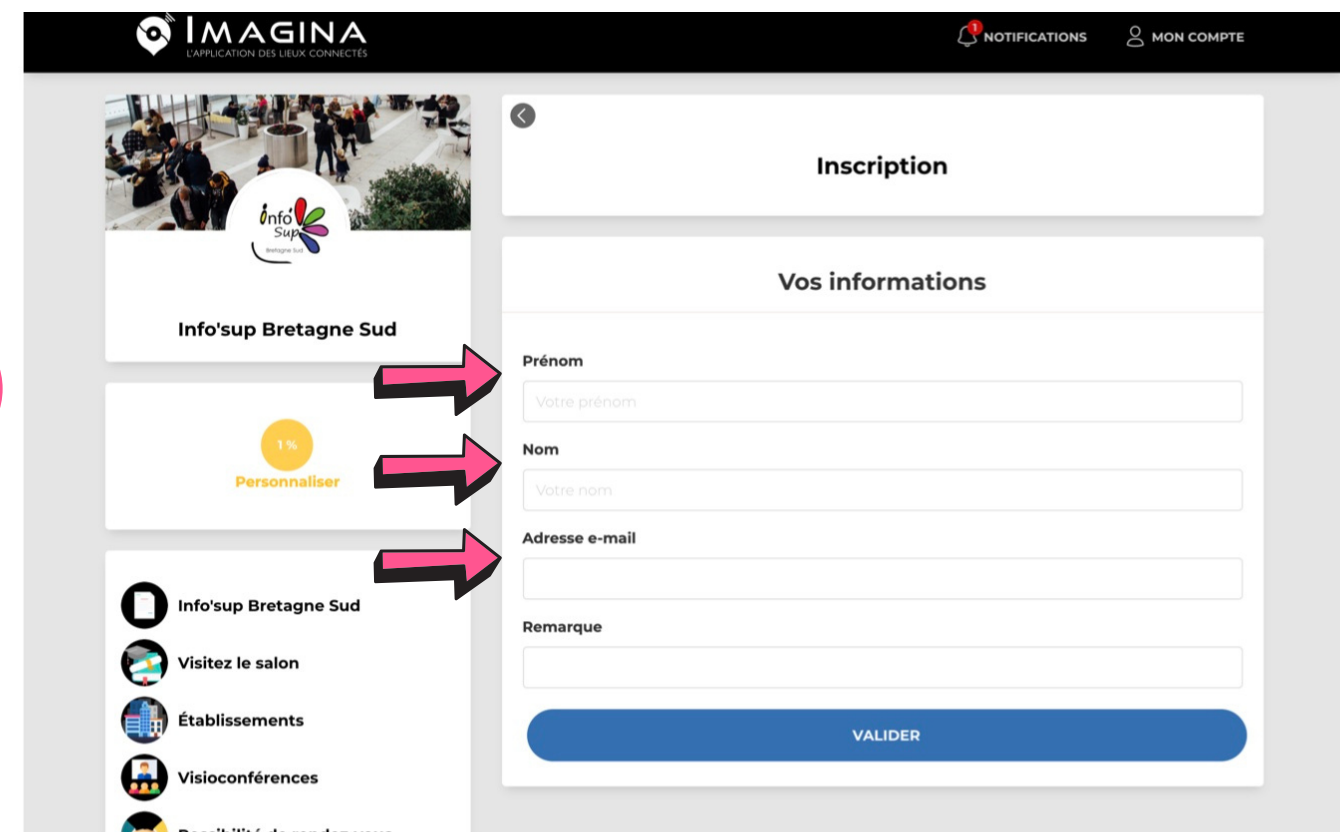 IMAGINA
L'APPLICATION DES LIEUX CONNECTÉS
1
NOTIFICATIONS
MON COMPTE
info'
Sup
Bretagne Sud
Info'sup Bretagne Sud
1 %
Personnaliser
Info'sup Bretagne Sud
Visitez le salon
Établissements
Visioconférences
Inscription
Vos informations
Prénom
Votre prénom
Nom
Votre nom
Adresse e-mail
Remarque
VALIDER